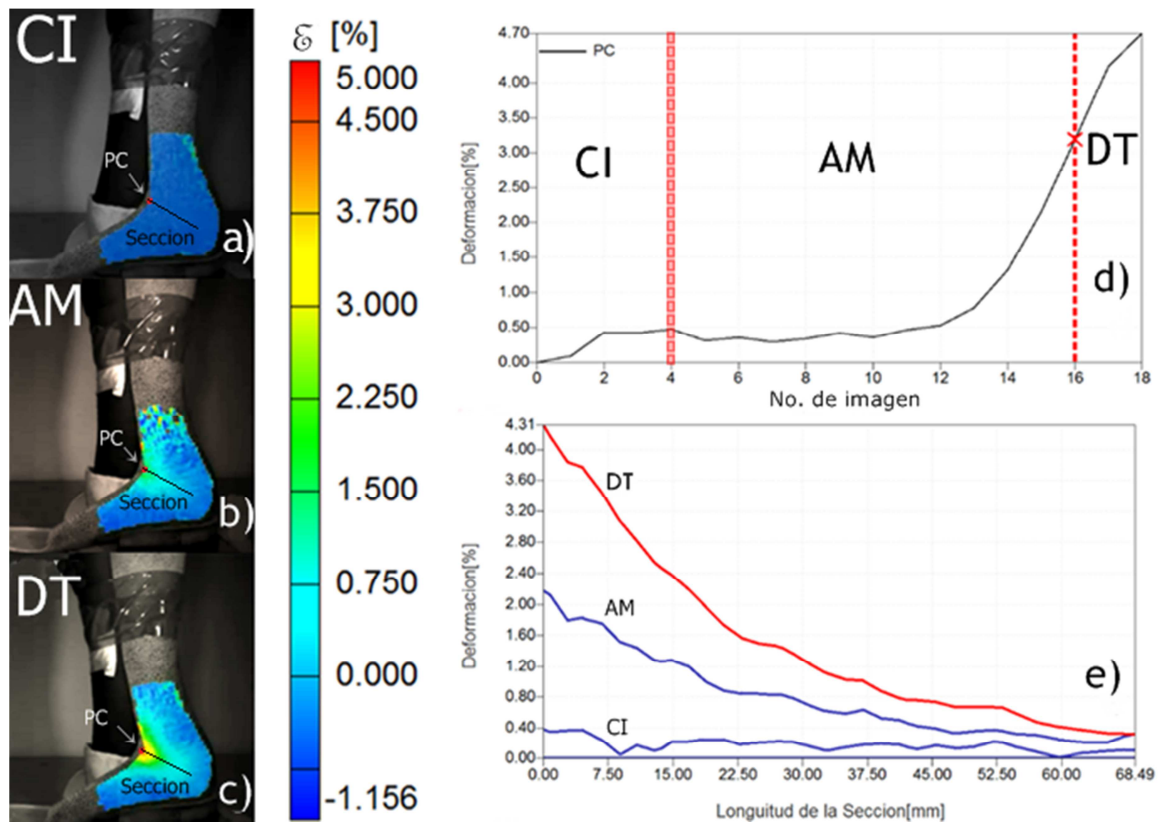 CI
PC
Seccion
a)
AM
PC
Seccion
b)
DT
PC
Seccion
c)
ℰ [%]
5.000
4.500
3.750
3.000
2.250
1.500
0.750
0.000
-1.156
4.70
4.00
3.50
3.00
2.50
2.00
1.50
1.00
0.50
0.00
Deformacion[%]
PC
CI
AM
DT
d)
0 2 4 6 8 10 12 14 16 18
No. de imagen
4.31
4.00
3.60
3.20
2.80
2.40
2.00
1.60
1.20
0.80
0.40
0.00
Deformacion[%]
DT
AM
CI
e)
0.00 7.50 15.00 22.50 30.00 37.50 45.00 52.50 60.00 68.49
Longuitud de la Seccion[mm]